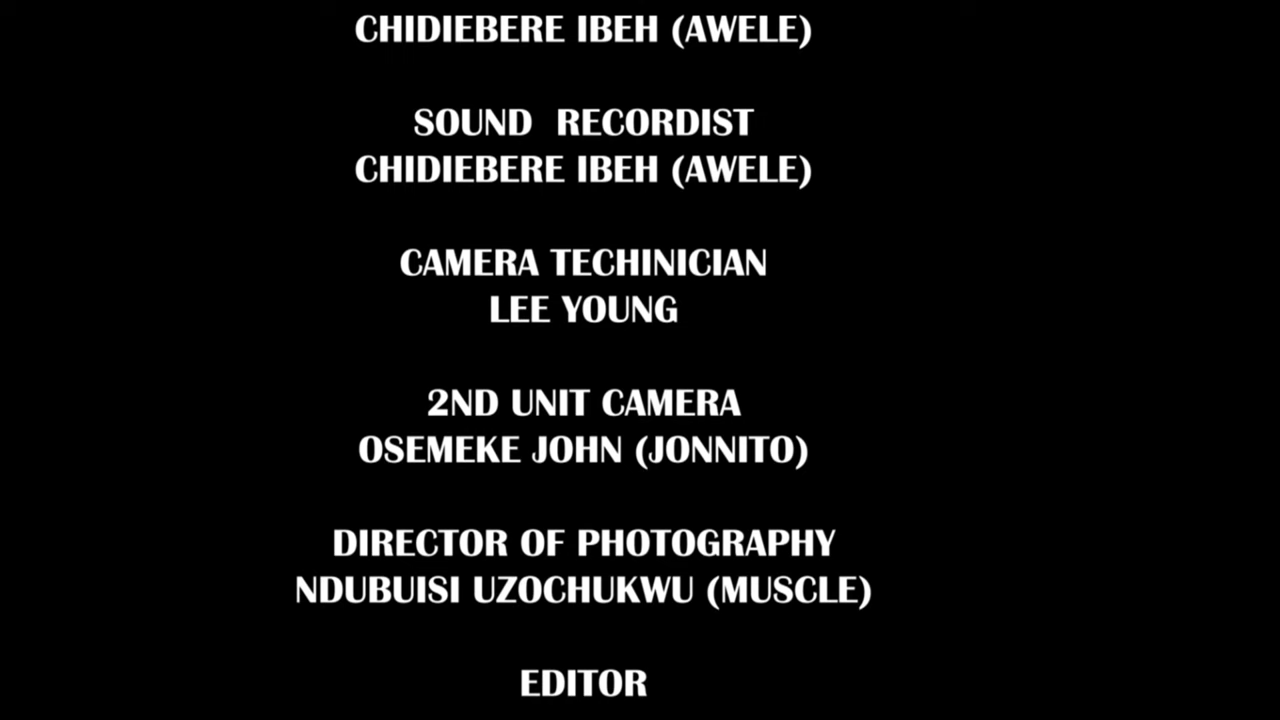 CHIDIEBERE IBEH (AWELE)
SOUND RECORDIST
CHIDIEBERE IBEH (AWELE)
CAMERA TECHINICIAN
LEE YOUNG
2ND UNIT CAMERA
OSEMEKE JOHN (JONNITO)
DIRECTOR OF PHOTOGRAPHY
NDUBUISI UZOCHUKWU (MUSCLE)
EDITOR